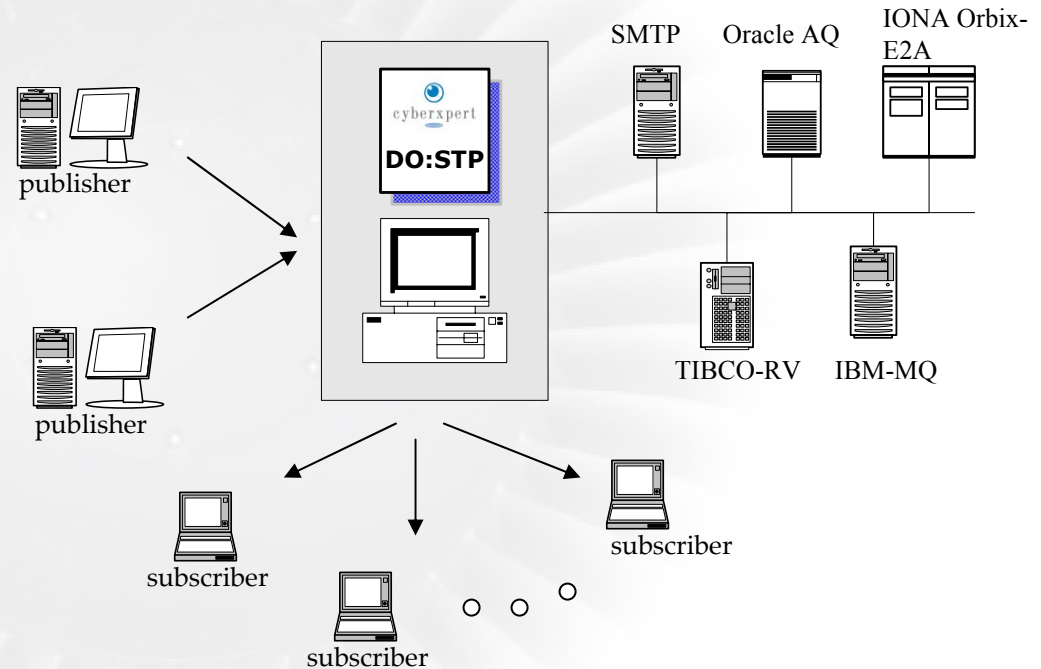 SMTP
Oracle AQ
IONA Orbix-
E2A
cyberxpert
DO:STP
publisher
publisher
TIBCO-RV
IBM-MQ
subscriber
subscriber
subscriber